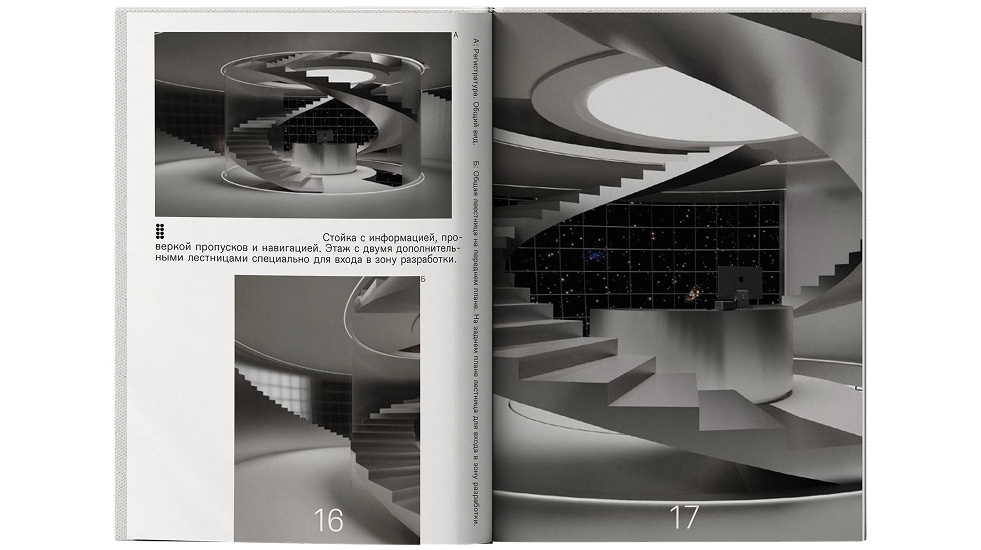 А
Стойка с информацией, про-
веркой пропусков и навигацией. Этаж с двумя дополнитель-
ными лестницами специально для входа в зону разработки.
Б
16
А: Регистратура. Общий вид. Б: Общая леестница на переднем плане. На заднем плане лестница для входа в зону разработки.
17